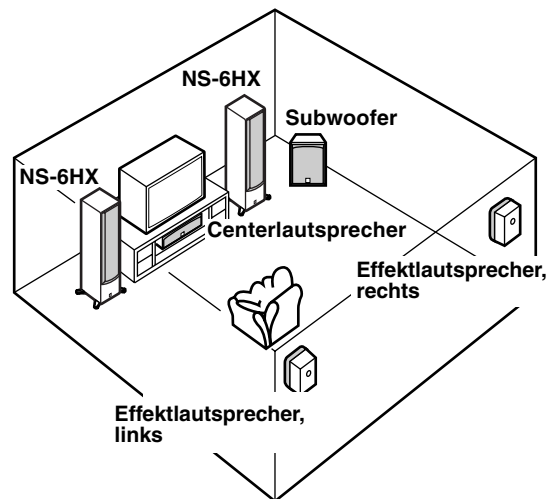 NS-6HX
Subwoofer
NS-6HX
Centerlautsprecher
Effektlautsprecher,
rechts
Effektlautsprecher,
links